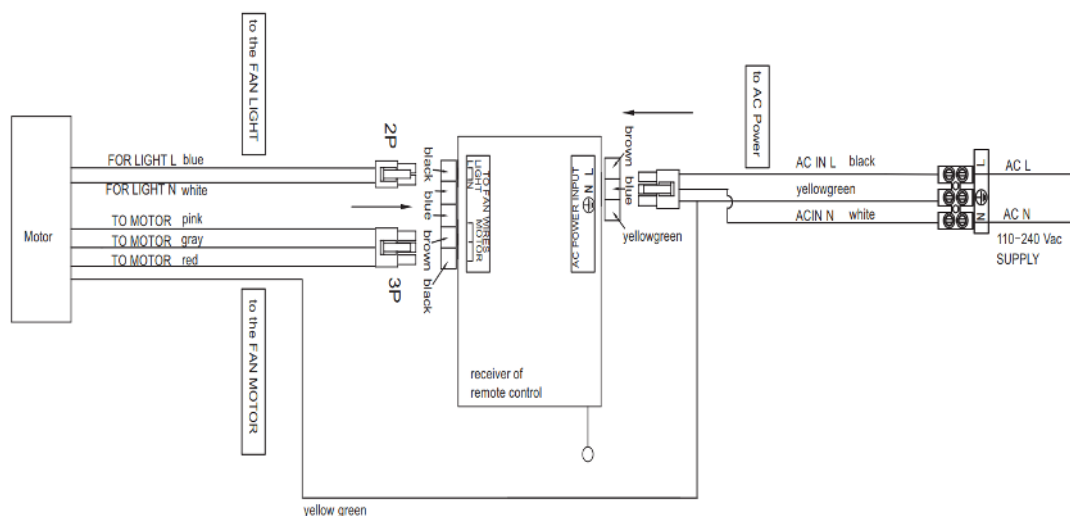 to the FAN LIGHT
to AC Power
Motor
FOR LIGHT L blue
FOR LIGHT N white
TO MOTOR pink
TO MOTOR gray
TO MOTOR red
2P
3P
black
blue
blue
brown
black
TO FAN WIRES
LIGHT MOTOR
L N
AC POWER INPUT
L N
brown
blue
yellowgreen
AC IN L black
yellowgreen
ACIN N white
L
N
AC L
AC N
110-240 Vac
SUPPLY
receiver of
remote control
to the FAN MOTOR
yellow green